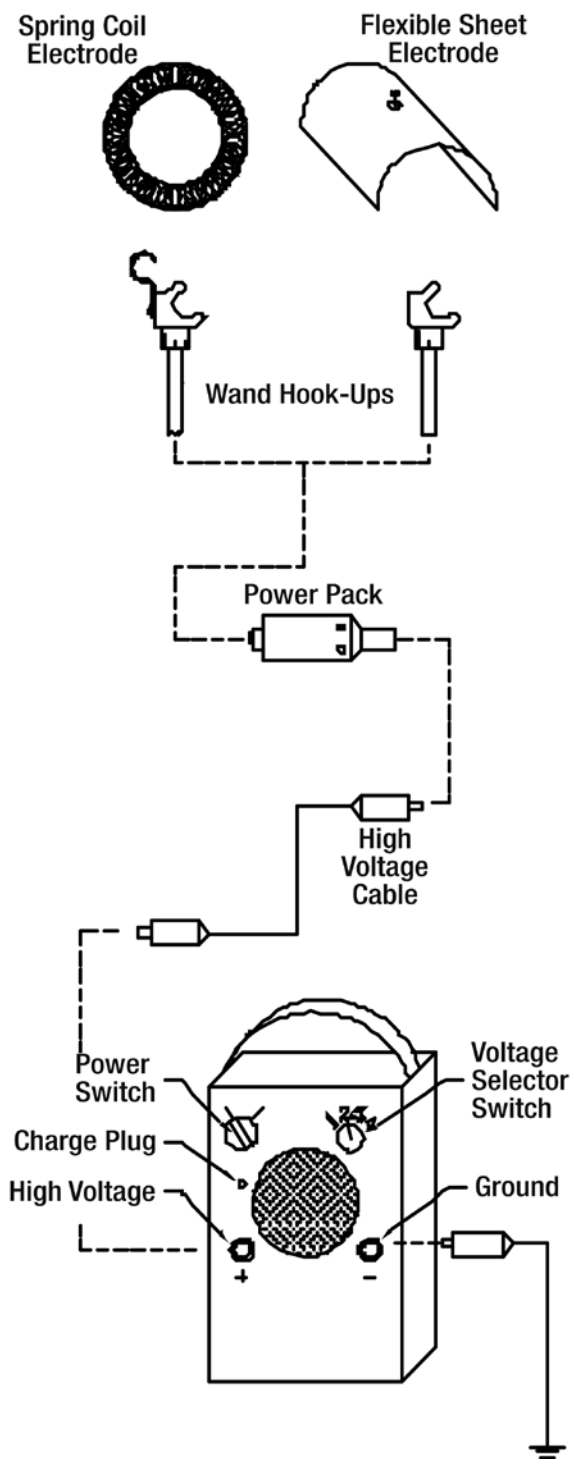 Spring Coil
Electrode
Flexible Sheet
Electrode
Wand Hook-Ups
Power Pack
High
Voltage
Cable
Power
Switch
Voltage
Selector
Switch
Charge Plug
High Voltage
Ground
+
-